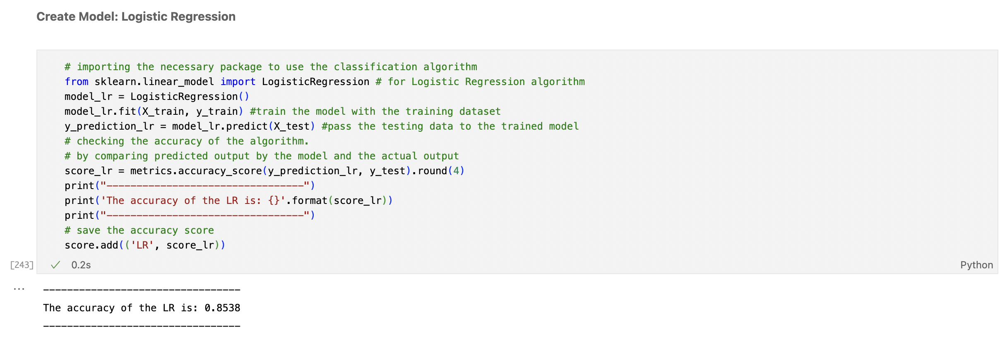 Create Model: Logistic Regression
# importing the necessary package to use the classification algorithm
from sklearn.linear_model import LogisticRegression # for Logistic Regression algorithm
model_lr = LogisticRegression()
model_lr.fit(X_train, y_train) #train the model with the training dataset
y_prediction_lr = model_lr.predict(X_test) #pass the testing data to the trained model
# checking the accuracy of the algorithm.
# by comparing predicted output by the model and the actual output
score_lr = metrics.accuracy_score(y_prediction_lr, y_test).round(4)
print("---------------------------------")
print('The accuracy of the LR is: {}'.format(score_lr))
print("---------------------------------")
# save the accuracy score
score.add(('LR', score_lr))
[243] ✓ 0.2s Python
... ---------------------------------
The accuracy of the LR is: 0.8538
---------------------------------